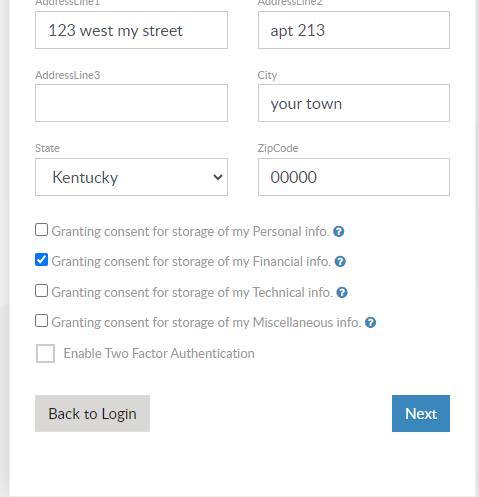 AddressLine1
AddressLine2
123 west my street
apt 213
AddressLine3
City
your town
State
ZipCode
Kentucky
00000
Granting consent for storage of my Personal info. ?
Granting consent for storage of my Financial info. ?
Granting consent for storage of my Technical info. ?
Granting consent for storage of my Miscellaneous info. ?
Enable Two Factor Authentication
Back to Login
Next